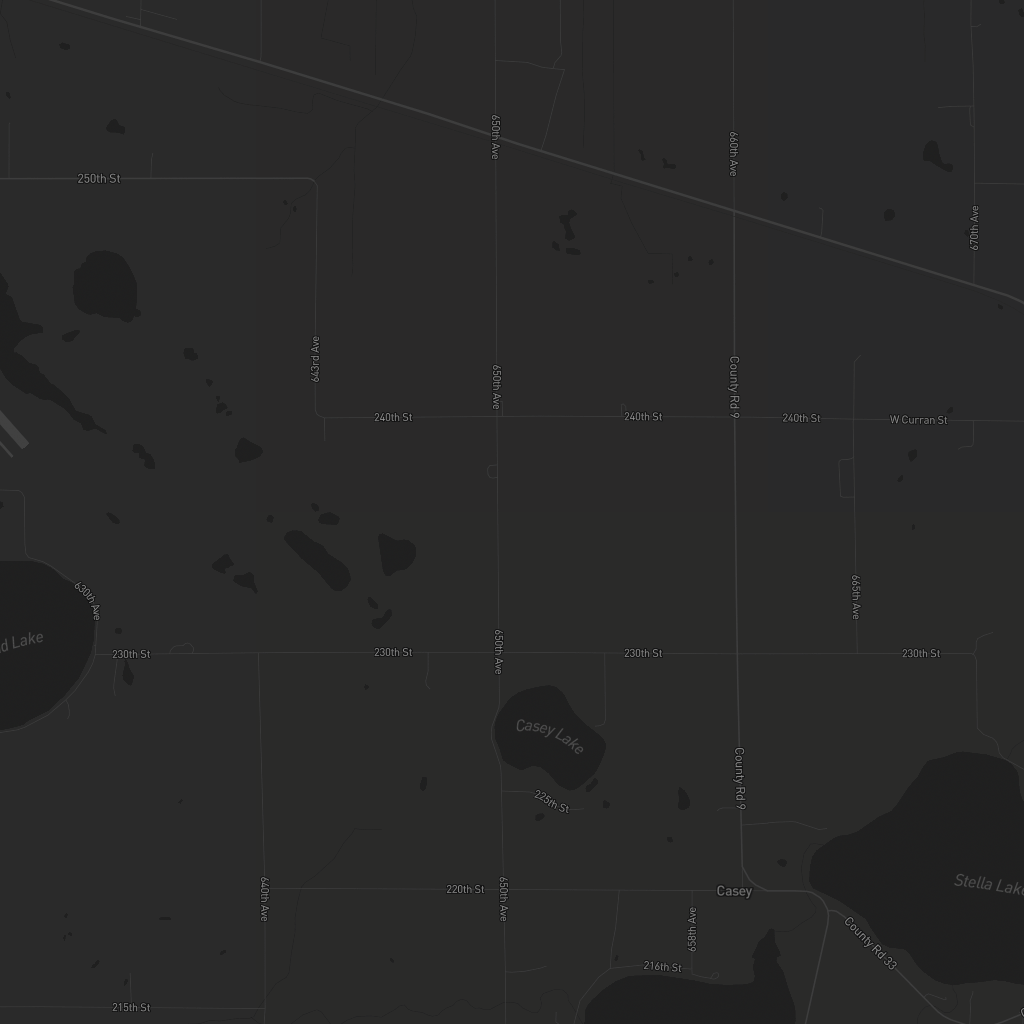 650th Ave
660th Ave
250th St
670th Ave
643rd Ave
650th Ave
County Rd 9
240th St
240th St
240th St
W Curran St
630th Ave
665th Ave
d Lake
230th St
230th St
650th Ave
230th St
230th St
Casey Lake
County Rd 9
225th St
Stella Lake
640th Ave
220th St
650th Ave
Casey
658th Ave
County Rd 33
216th St
215th St